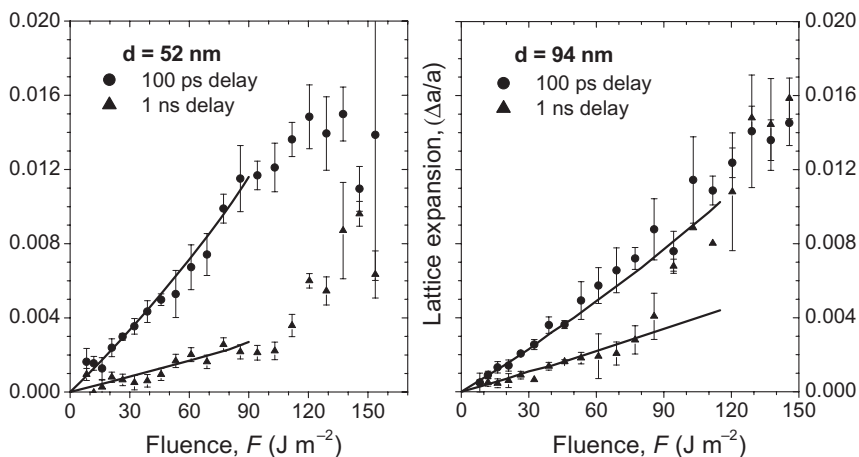 0.020
0.016
0.012
0.008
0.004
0.000
d = 52 nm
100 ps delay
1 ns delay
0 30 60 90 120 150 180
Fluence, F (J m⁻²)
d = 94 nm
100 ps delay
1 ns delay
Lattice expansion, (Δa/a)
0.020
0.016
0.012
0.008
0.004
0.000
0 30 60 90 120 150
Fluence, F (J m⁻²)